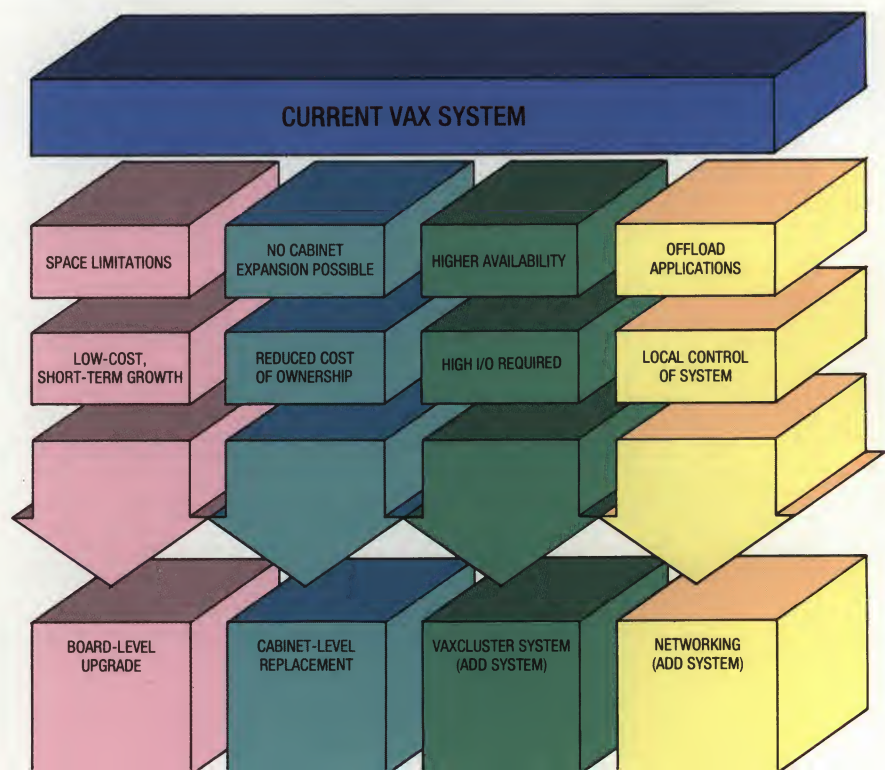 CURRENT VAX SYSTEM
SPACE LIMITATIONS
NO CABINET
EXPANSION POSSIBLE
HIGHER AVAILABILITY
OFFLOAD
APPLICATIONS
LOW-COST,
SHORT-TERM GROWTH
REDUCED COST
OF OWNERSHIP
HIGH I/O REQUIRED
LOCAL CONTROL
OF SYSTEM
BOARD-LEVEL
UPGRADE
CABINET-LEVEL
REPLACEMENT
VAXCLUSTER SYSTEM
(ADD SYSTEM)
NETWORKING
(ADD SYSTEM)